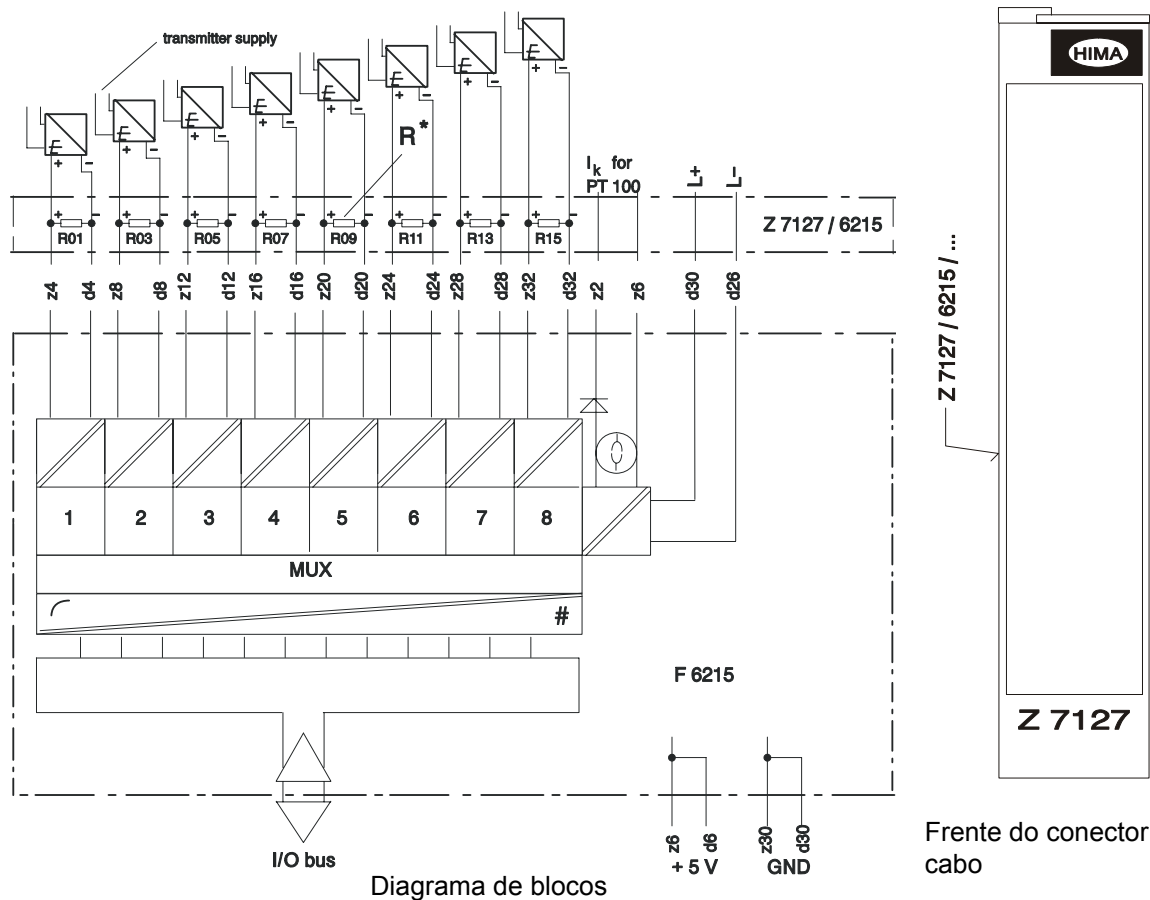 transmitter supply
HIMA
+ − + − + − + − + − + − + − + −
R*
I k for
PT 100
L+
L−
+ − + − + − + − + − + − + − + −
R01 R03 R05 R07 R09 R11 R13 R15
Z 7127 / 6215
z4 d4 z8 d8 z12 d12 z16 d16 z20 d20 z24 d24 z28 d28 z32 d32 z2 z6 d30 d26
Z 7127 / 6215 / ...
1 2 3 4 5 6 7 8
MUX
#
F 6215
Z 7127
z6 d6 z30 d30
+ 5 V GND
I/O bus
Frente do conector
cabo
Diagrama de blocos